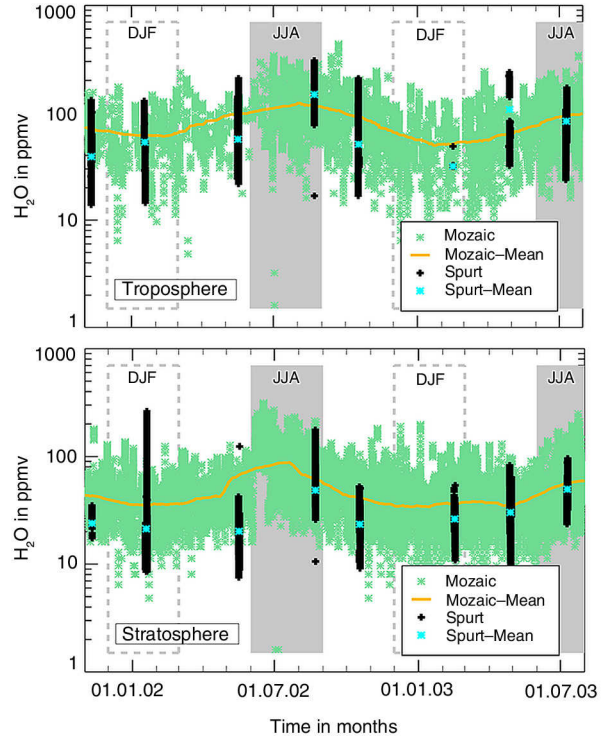 1000
100
10
1
H2O in ppmv
DJF
JJA
DJF
JJA
Mozaic
Mozaic–Mean
Spurt
Spurt–Mean
Troposphere
1000
100
10
1
H2O in ppmv
DJF
JJA
DJF
JJA
Mozaic
Mozaic–Mean
Spurt
Spurt–Mean
Stratosphere
01.01.02
01.07.02
01.01.03
01.07.03
Time in months